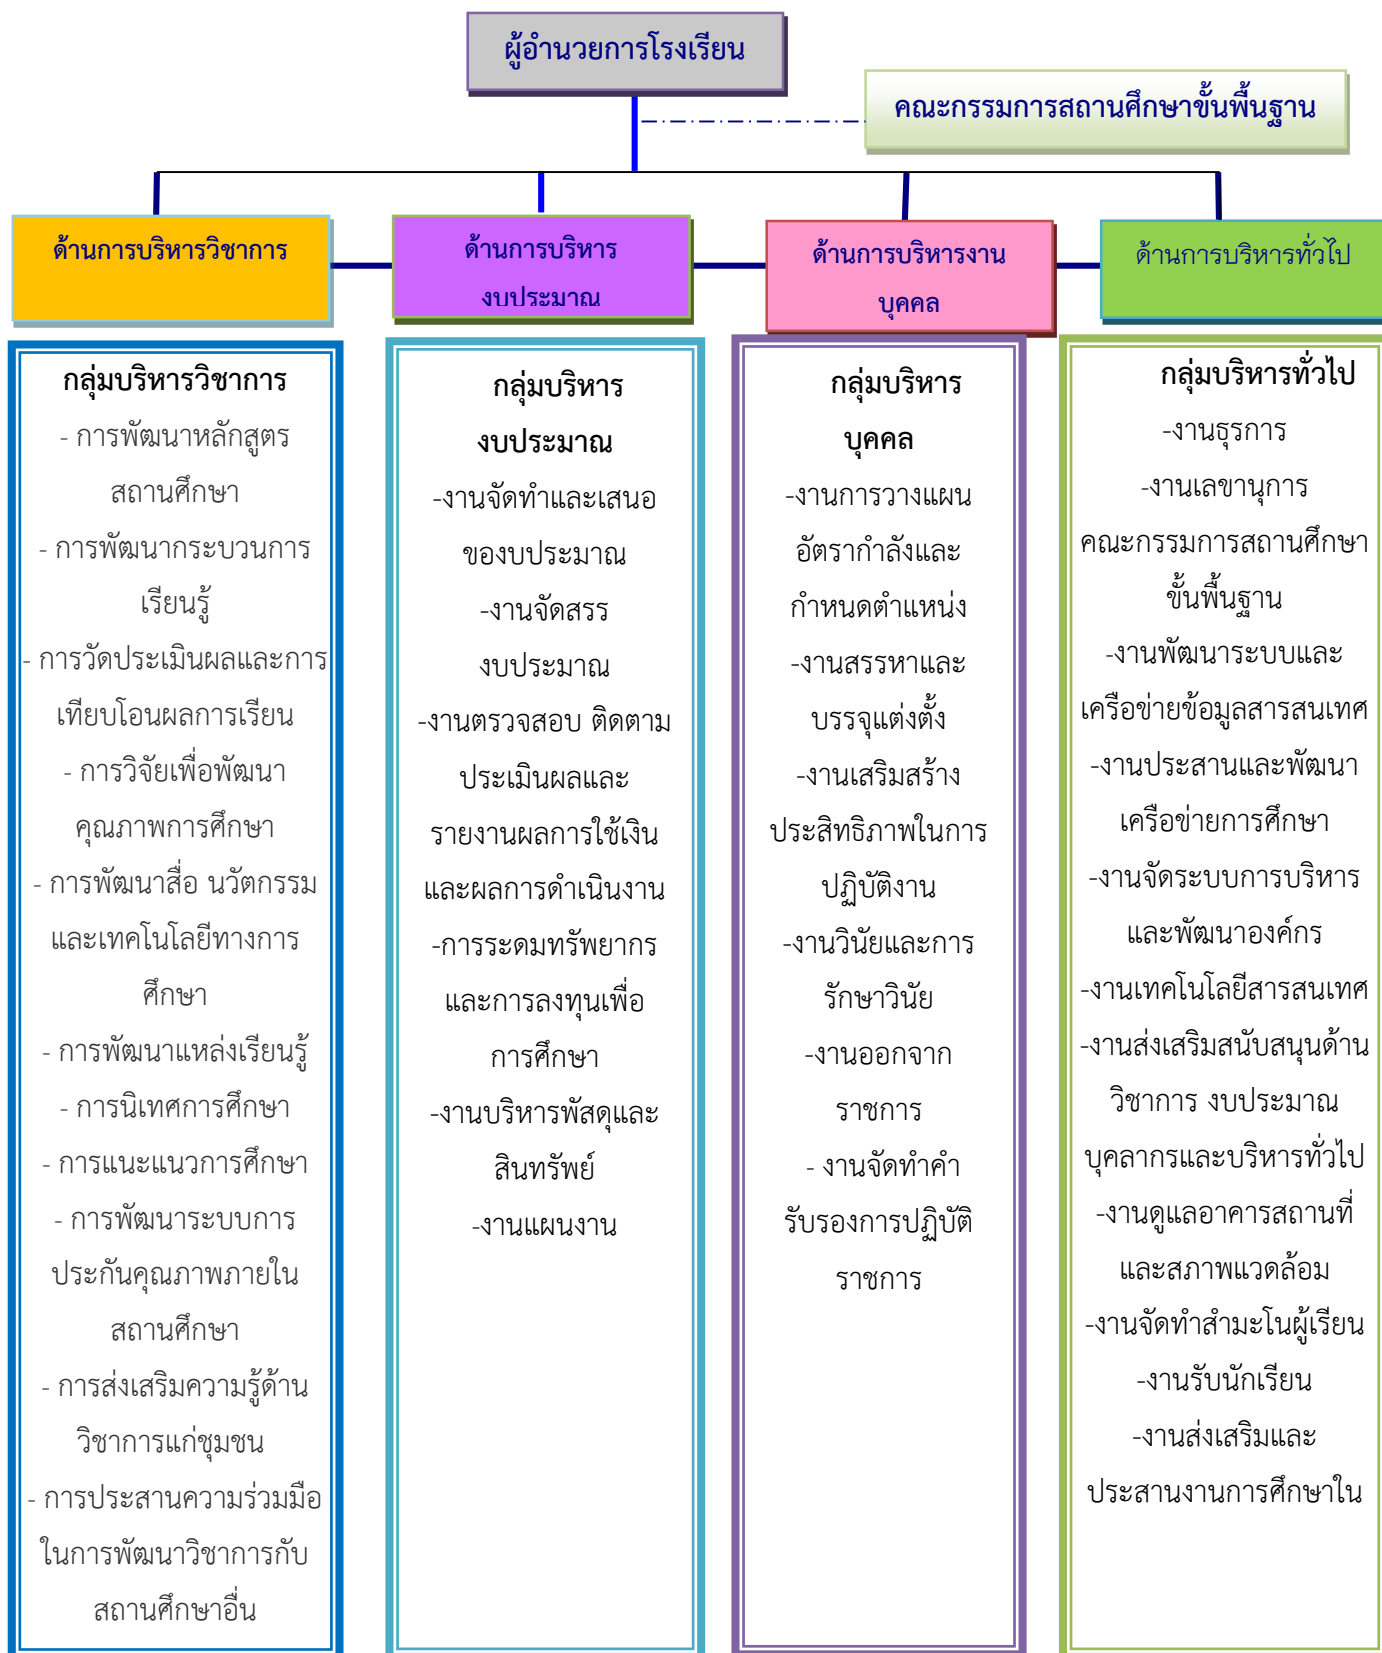 ผู้อำนวยการโรงเรียน
คณะกรรมการสถานศึกษาขั้นพื้นฐาน
ด้านการบริหารวิชาการ
ด้านการบริหาร
งบประมาณ
ด้านการบริหารงาน
บุคคล
ด้านการบริหารทั่วไป
กลุ่มบริหารวิชาการ
- การพัฒนาหลักสูตร
สถานศึกษา
- การพัฒนากระบวนการ
เรียนรู้
- การวัดประเมินผลและการ
เทียบโอนผลการเรียน
- การวิจัยเพื่อพัฒนา
คุณภาพการศึกษา
- การพัฒนาสื่อ นวัตกรรม
และเทคโนโลยีทางการ
ศึกษา
- การพัฒนาแหล่งเรียนรู้
- การนิเทศการศึกษา
- การแนะแนวการศึกษา
- การพัฒนาระบบการ
ประกันคุณภาพภายใน
สถานศึกษา
- การส่งเสริมความรู้ด้าน
วิชาการแก่ชุมชน
- การประสานความร่วมมือ
ในการพัฒนาวิชาการกับ
สถานศึกษาอื่น
กลุ่มบริหาร
งบประมาณ
-งานจัดทำและเสนอ
ของบประมาณ
-งานจัดสรร
งบประมาณ
-งานตรวจสอบ ติดตาม
ประเมินผลและ
รายงานผลการใช้เงิน
และผลการดำเนินงาน
-การระดมทรัพยากร
และการลงทุนเพื่อ
การศึกษา
-งานบริหารพัสดุและ
สินทรัพย์
-งานแผนงาน
กลุ่มบริหาร
บุคคล
-งานการวางแผน
อัตรากำลังและ
กำหนดตำแหน่ง
-งานสรรหาและ
บรรจุแต่งตั้ง
-งานเสริมสร้าง
ประสิทธิภาพในการ
ปฏิบัติงาน
-งานวินัยและการ
รักษาวินัย
-งานออกจาก
ราชการ
- งานจัดทำคำ
รับรองการปฏิบัติ
ราชการ
กลุ่มบริหารทั่วไป
-งานธุรการ
-งานเลขานุการ
คณะกรรมการสถานศึกษา
ขั้นพื้นฐาน
-งานพัฒนาระบบและ
เครือข่ายข้อมูลสารสนเทศ
-งานประสานและพัฒนา
เครือข่ายการศึกษา
-งานจัดระบบการบริหาร
และพัฒนาองค์กร
-งานเทคโนโลยีสารสนเทศ
-งานส่งเสริมสนับสนุนด้าน
วิชาการ งบประมาณ
บุคลากรและบริหารทั่วไป
-งานดูแลอาคารสถานที่
และสภาพแวดล้อม
-งานจัดทำสำมะโนผู้เรียน
-งานรับนักเรียน
-งานส่งเสริมและ
ประสานงานการศึกษาใน